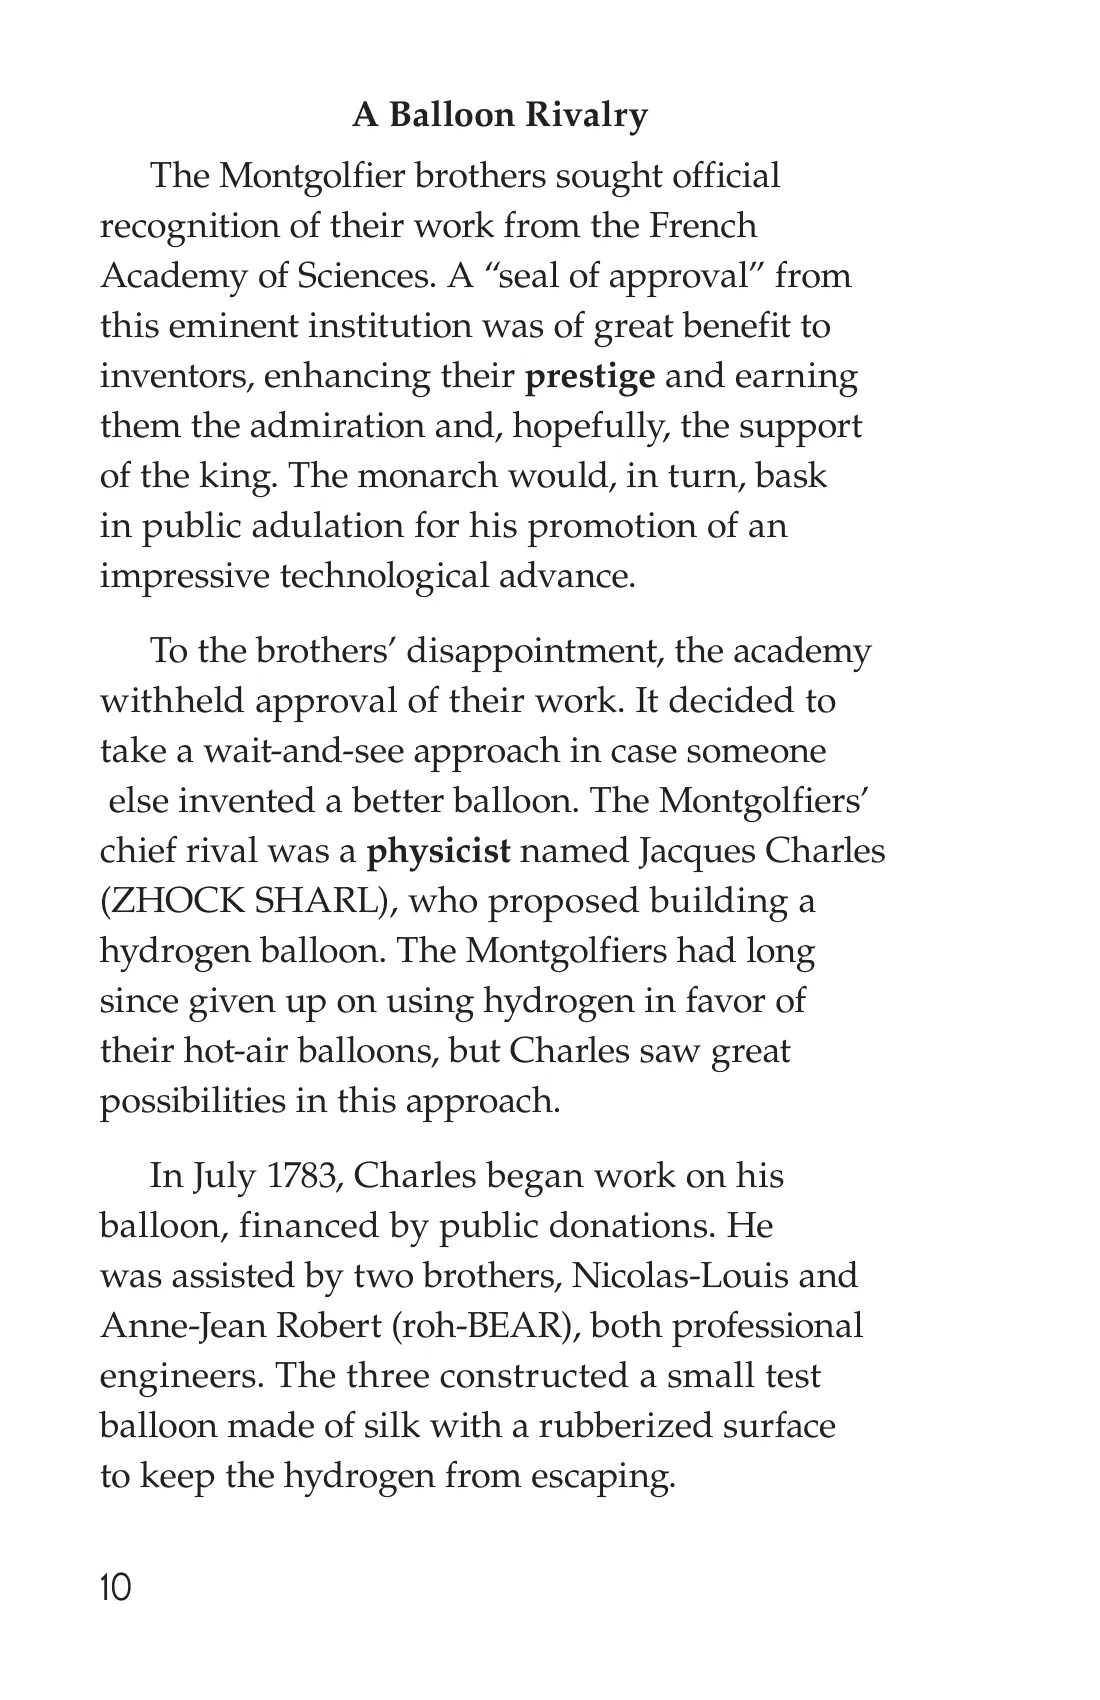 A Balloon Rivalry
The Montgolfier brothers sought official
recognition of their work from the French
Academy of Sciences. A “seal of approval” from
this eminent institution was of great benefit to
inventors, enhancing their prestige and earning
them the admiration and, hopefully, the support
of the king. The monarch would, in turn, bask
in public adulation for his promotion of an
impressive technological advance.
To the brothers’ disappointment, the academy
withheld approval of their work. It decided to
take a wait-and-see approach in case someone
else invented a better balloon. The Montgolfiers’
chief rival was a physicist named Jacques Charles
(ZHOCK SHARL), who proposed building a
hydrogen balloon. The Montgolfiers had long
since given up on using hydrogen in favor of
their hot-air balloons, but Charles saw great
possibilities in this approach.
In July 1783, Charles began work on his
balloon, financed by public donations. He
was assisted by two brothers, Nicolas-Louis and
Anne-Jean Robert (roh-BEAR), both professional
engineers. The three constructed a small test
balloon made of silk with a rubberized surface
to keep the hydrogen from escaping.
10